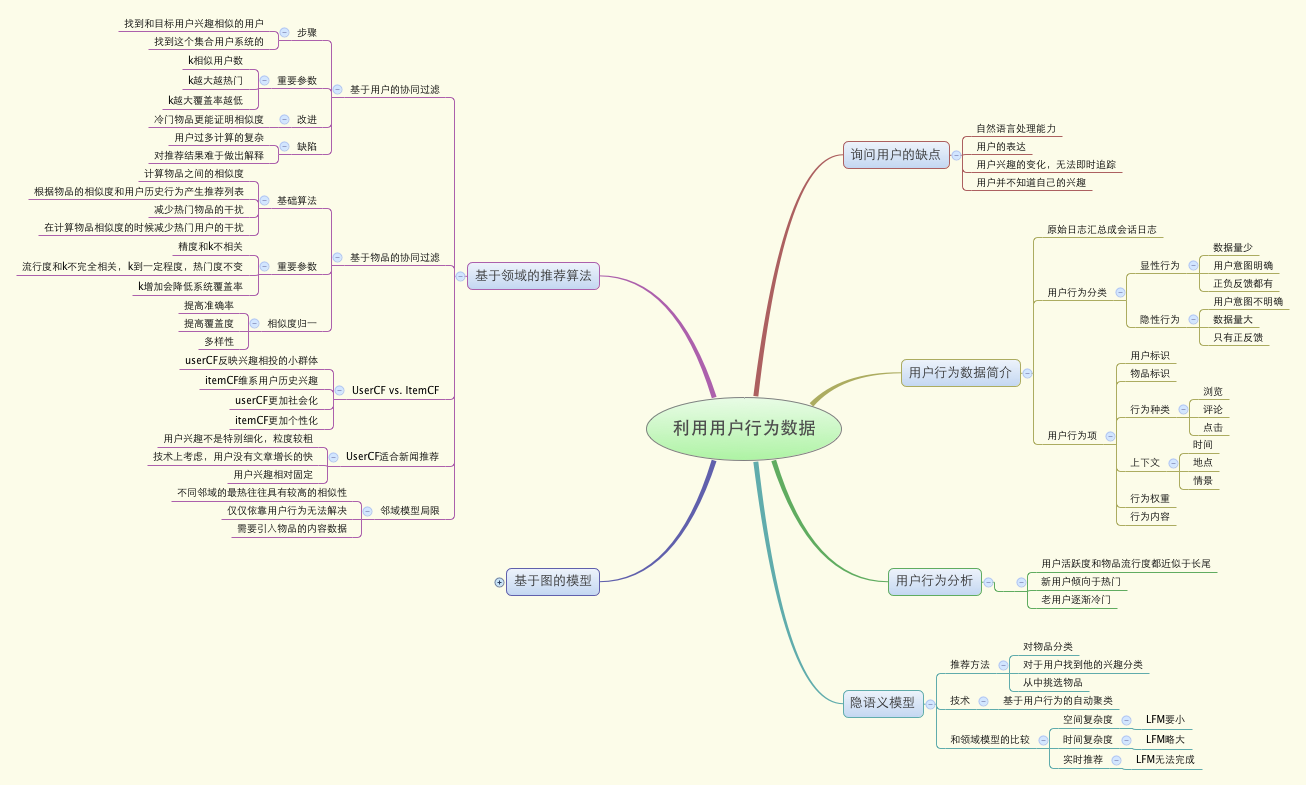 利用用户行为数据
询问用户的缺点
自然语言处理能力
用户的表达
用户兴趣的变化，无法即时追踪
用户并不知道自己的兴趣
用户行为数据简介
原始日志汇总成会话日志
用户行为分类
显性行为
数据量少
用户意图明确
正负反馈都有
隐性行为
用户意图不明确
数据量大
只有正反馈
用户行为项
用户标识
物品标识
行为种类
浏览
评论
点击
上下文
时间
地点
情景
行为权重
行为内容
用户行为分析
用户活跃度和物品流行度都近似于长尾
新用户倾向于热门
老用户逐渐冷门
隐语义模型
推荐方法
对物品分类
对于用户找到他的兴趣分类
从中挑选物品
技术
基于用户行为的自动聚类
和领域模型的比较
空间复杂度
LFM要小
时间复杂度
LFM略大
实时推荐
LFM无法完成
基于领域的推荐算法
基于用户的协同过滤
步骤
找到和目标用户兴趣相似的用户
找到这个集合用户系统的
重要参数
k相似用户数
k越大越热门
k越大覆盖率越低
改进
冷门物品更能证明相似度
缺陷
用户过多计算的复杂
对推荐结果难于做出解释
基于物品的协同过滤
基础算法
计算物品之间的相似度
根据物品的相似度和用户历史行为产生推荐列表
减少热门物品的干扰
在计算物品相似度的时候减少热门用户的干扰
重要参数
精度和k不相关
流行度和k不完全相关，k到一定程度，热门度不变
k增加会降低系统覆盖率
相似度归一
提高准确率
提高覆盖度
多样性
UserCF vs. ItemCF
userCF反映兴趣相投的小群体
itemCF维系用户历史兴趣
userCF更加社会化
itemCF更加个性化
UserCF适合新闻推荐
用户兴趣不是特别细化，粒度较粗
技术上考虑，用户没有文章增长的快
用户兴趣相对固定
邻域模型局限
不同邻域的最热往往具有较高的相似性
仅仅依靠用户行为无法解决
需要引入物品的内容数据
基于图的模型